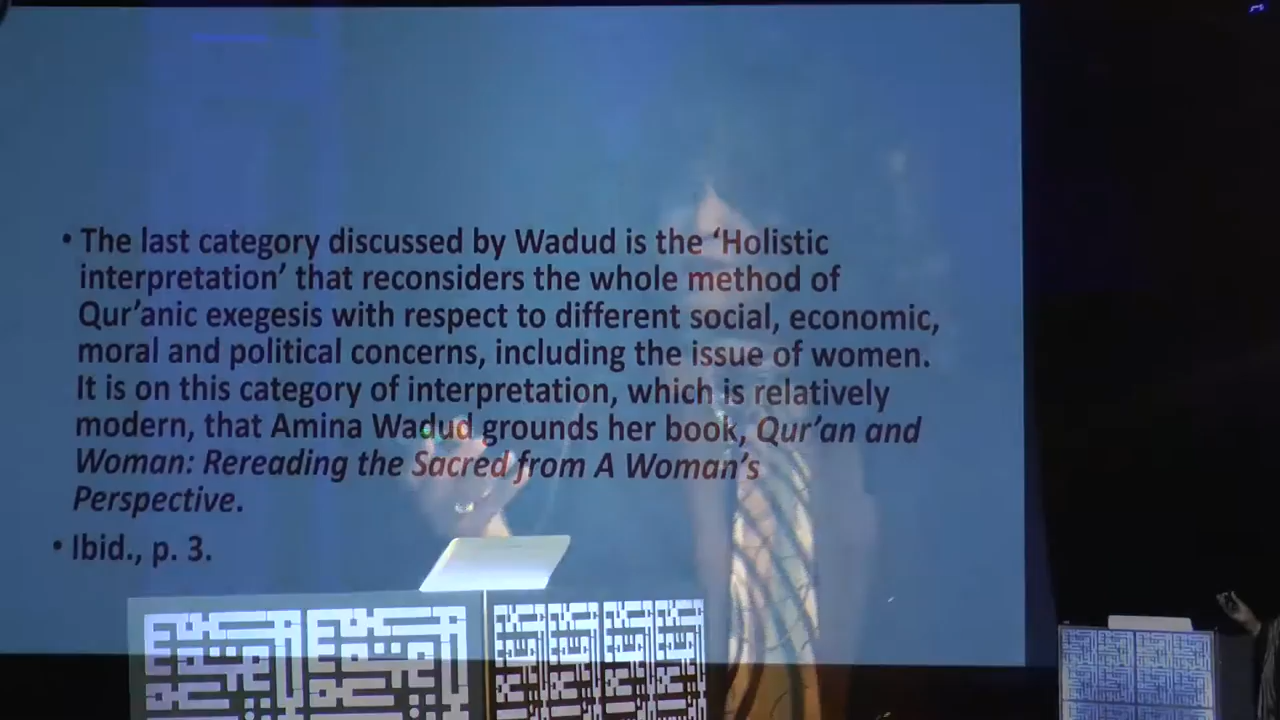 • The last category discussed by Wadud is the ‘Holistic
interpretation’ that reconsiders the whole method of
Qur’anic exegesis with respect to different social, economic,
moral and political concerns, including the issue of women.
It is on this category of interpretation, which is relatively
modern, that Amina Wadud grounds her book, Qur’an and
Woman: Rereading the Sacred from A Woman’s
Perspective.
• Ibid., p. 3.